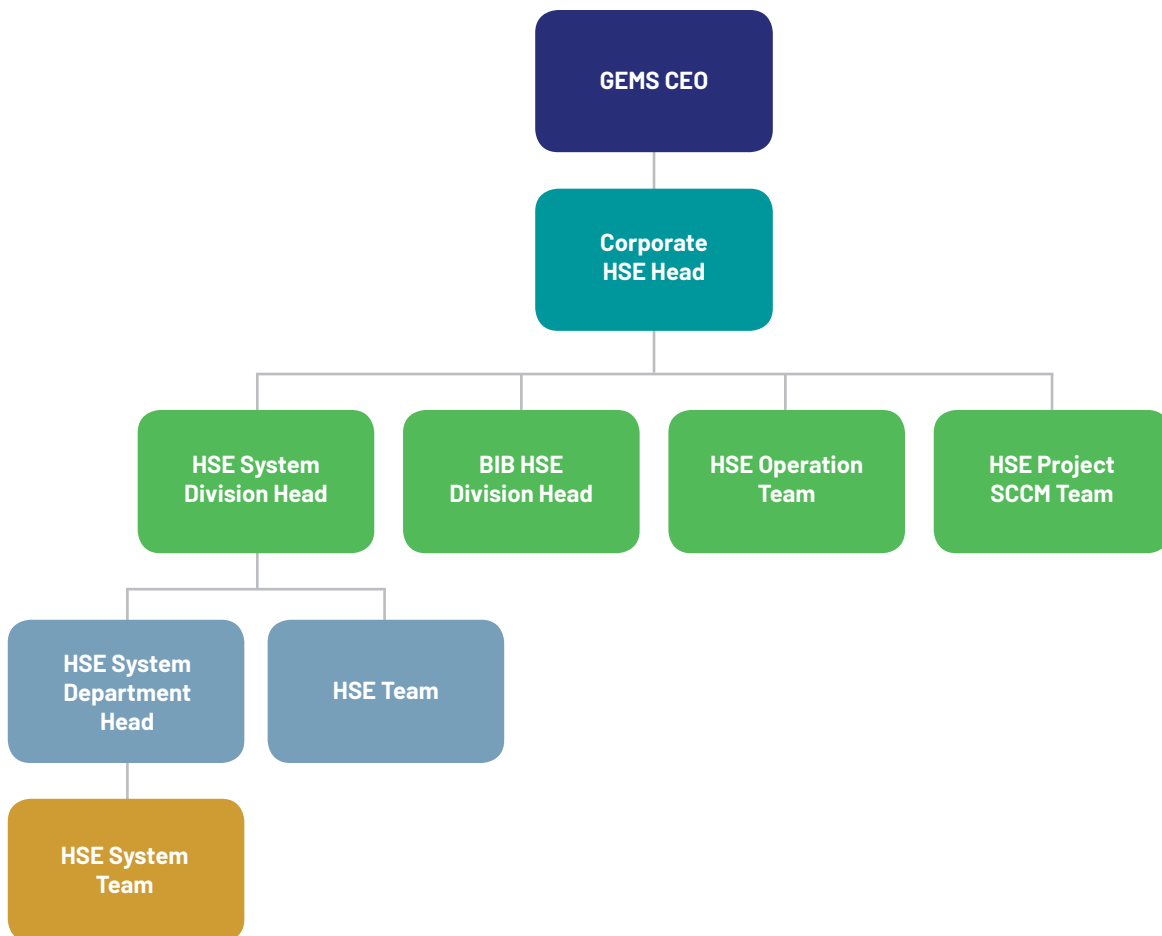 GEMS CEO
Corporate
HSE Head
HSE System
Division Head
BIB HSE
Division Head
HSE Operation
Team
HSE Project
SCCM Team
HSE System
Department
Head
HSE Team
HSE System
Team